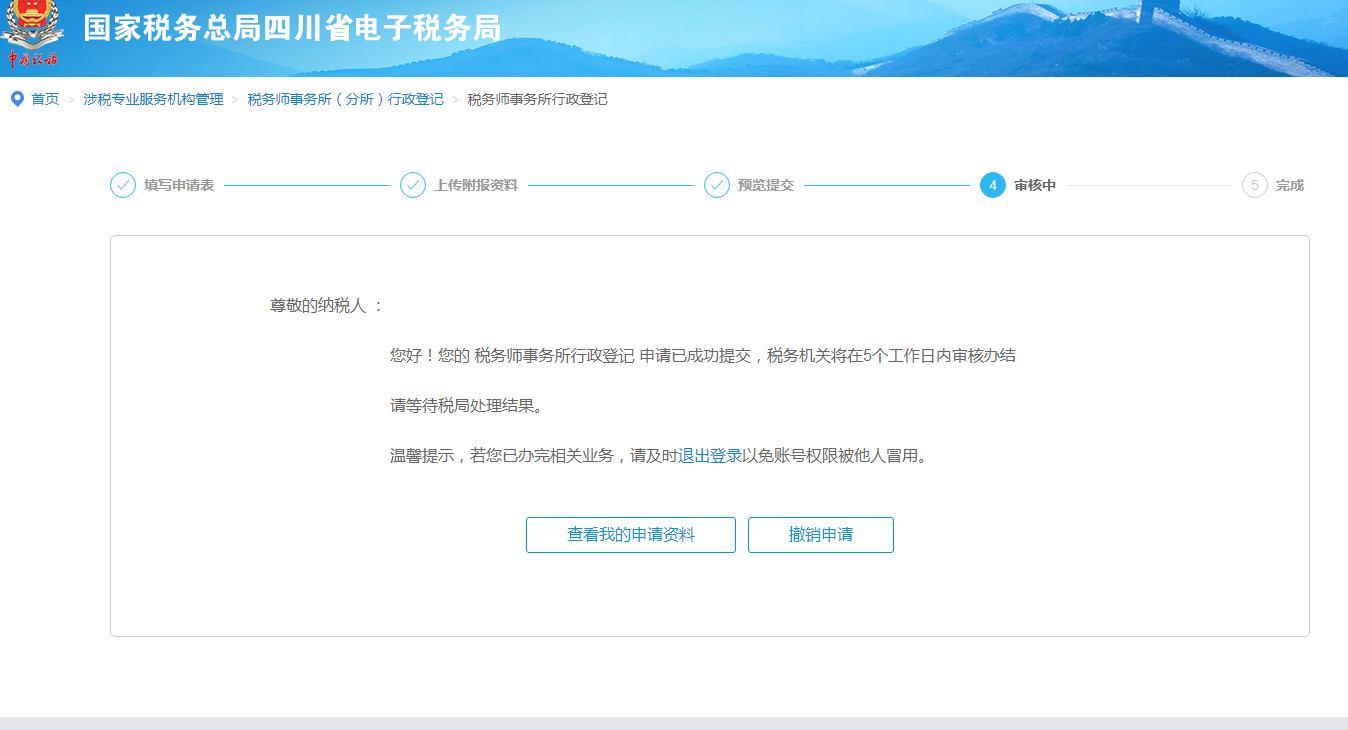 国家税务总局四川省电子税务局
中国税务
首页 > 涉税专业服务机构管理 > 税务师事务所（分所）行政登记 > 税务师事务所行政登记
填写申请表 上传附报资料 预览提交 4 审核中 5 完成
尊敬的纳税人 ：
您好！您的 税务师事务所行政登记 申请已成功提交，税务机关将在5个工作日内审核办结
请等待税局处理结果。
温馨提示，若您已办完相关业务，请及时退出登录以免账号权限被他人冒用。
查看我的申请资料 撤销申请